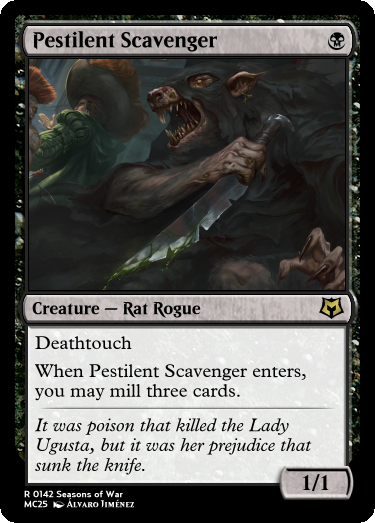 Pestilent Scavenger
Creature — Rat Rogue
Deathtouch
When Pestilent Scavenger enters,
you may mill three cards.
It was poison that killed the Lady
Ugusta, but it was her prejudice that
sunk the knife.
1/1
R 0142 Seasons of War
MC25 Álvaro Jiménez